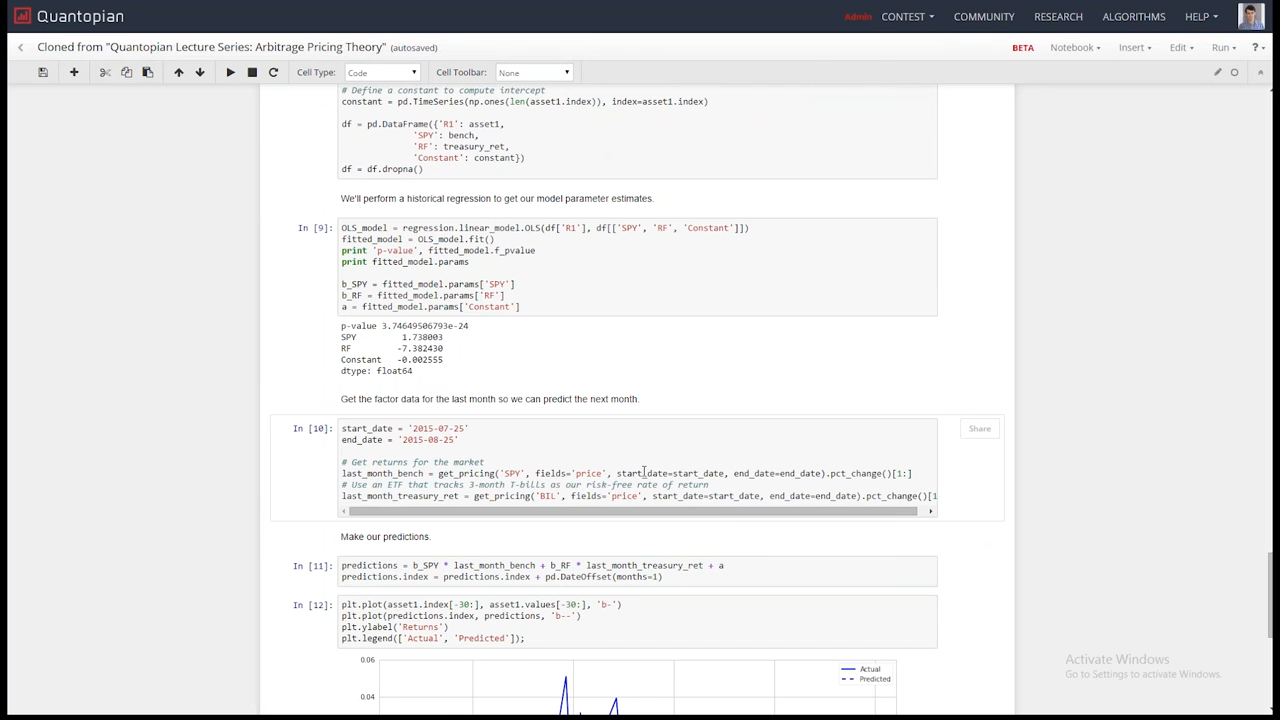 Quantopian
Admin CONTEST COMMUNITY RESEARCH ALGORITHMS HELP
Cloned from "Quantopian Lecture Series: Arbitrage Pricing Theory" (autosaved)
BETA Notebook Insert Edit Run ?
Cell Type: Code Cell Toolbar: None
# Define a constant to compute intercept
constant = pd.TimeSeries(np.ones(len(asset1.index)), index=asset1.index)
df = pd.DataFrame({'R1': asset1,
'SPY': bench,
'RF': treasury_ret,
'Constant': constant})
df = df.dropna()
We'll perform a historical regression to get our model parameter estimates.
In [9]: OLS_model = regression.linear_model.OLS(df['R1'], df[['SPY', 'RF', 'Constant']])
fitted_model = OLS_model.fit()
print 'p-value', fitted_model.f_pvalue
print fitted_model.params
b_SPY = fitted_model.params['SPY']
b_RF = fitted_model.params['RF']
a = fitted_model.params['Constant']
p-value 3.74649506793e-24
SPY 1.738003
RF -7.382430
Constant -0.002555
dtype: float64
Get the factor data for the last month so we can predict the next month.
In [10]: start_date = '2015-07-25'
Share
end_date = '2015-08-25'
# Get returns for the market
last_month_bench = get_pricing('SPY', fields='price', start_date=start_date, end_date=end_date).pct_change()[1:]
# Use an ETF that tracks 3-month T-bills as our risk-free rate of return
last_month_treasury_ret = get_pricing('BIL', fields='price', start_date=start_date, end_date=end_date).pct_change()[1
Make our predictions.
In [11]: predictions = b_SPY * last_month_bench + b_RF * last_month_treasury_ret + a
predictions.index = predictions.index + pd.DateOffset(months=1)
In [12]: plt.plot(asset1.index[-30:], asset1.values[-30:], 'b-')
plt.plot(predictions.index, predictions, 'b--')
plt.ylabel('Returns')
plt.legend(['Actual', 'Predicted']);
0.06
Actual
Predicted
0.04
Activate Windows
Go to Settings to activate Windows.